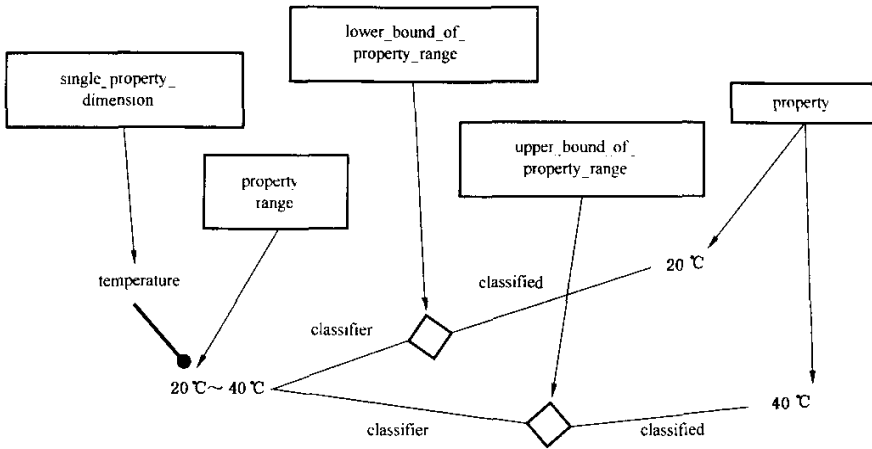 lower_bound_of_
property_range
single_property_
dimension
property
upper_bound_of_
property_range
property
range
20 ℃
temperature
classified
classifier
20 ℃～ 40 ℃
40 ℃
classifier
classified